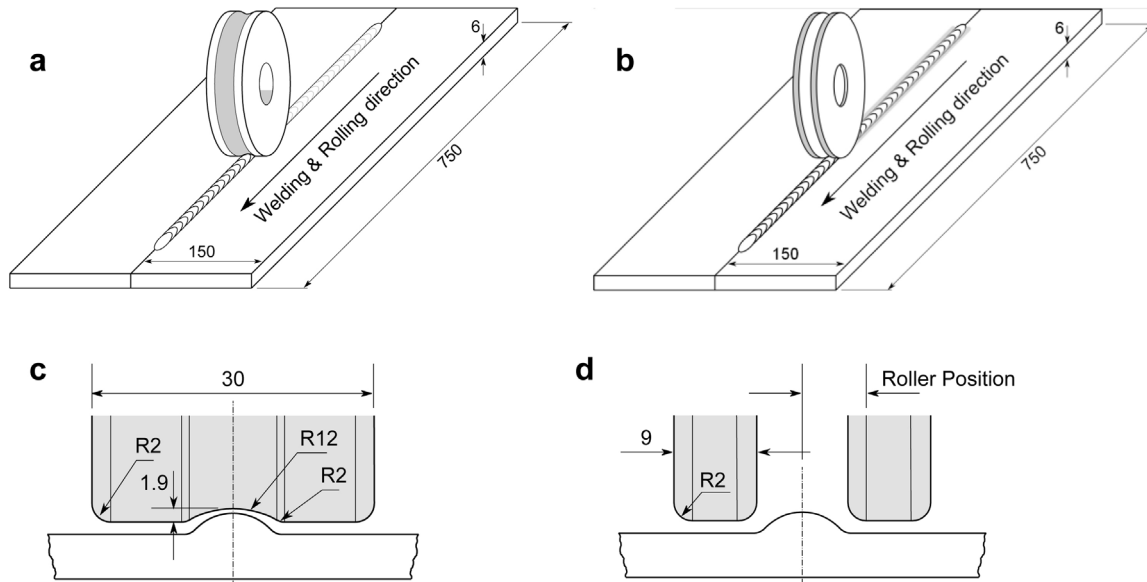 a
6
Welding & Rolling direction
750
150
b
6
Welding & Rolling direction
750
150
c
30
R2
R12
1.9
R2
d
Roller Position
9
R2